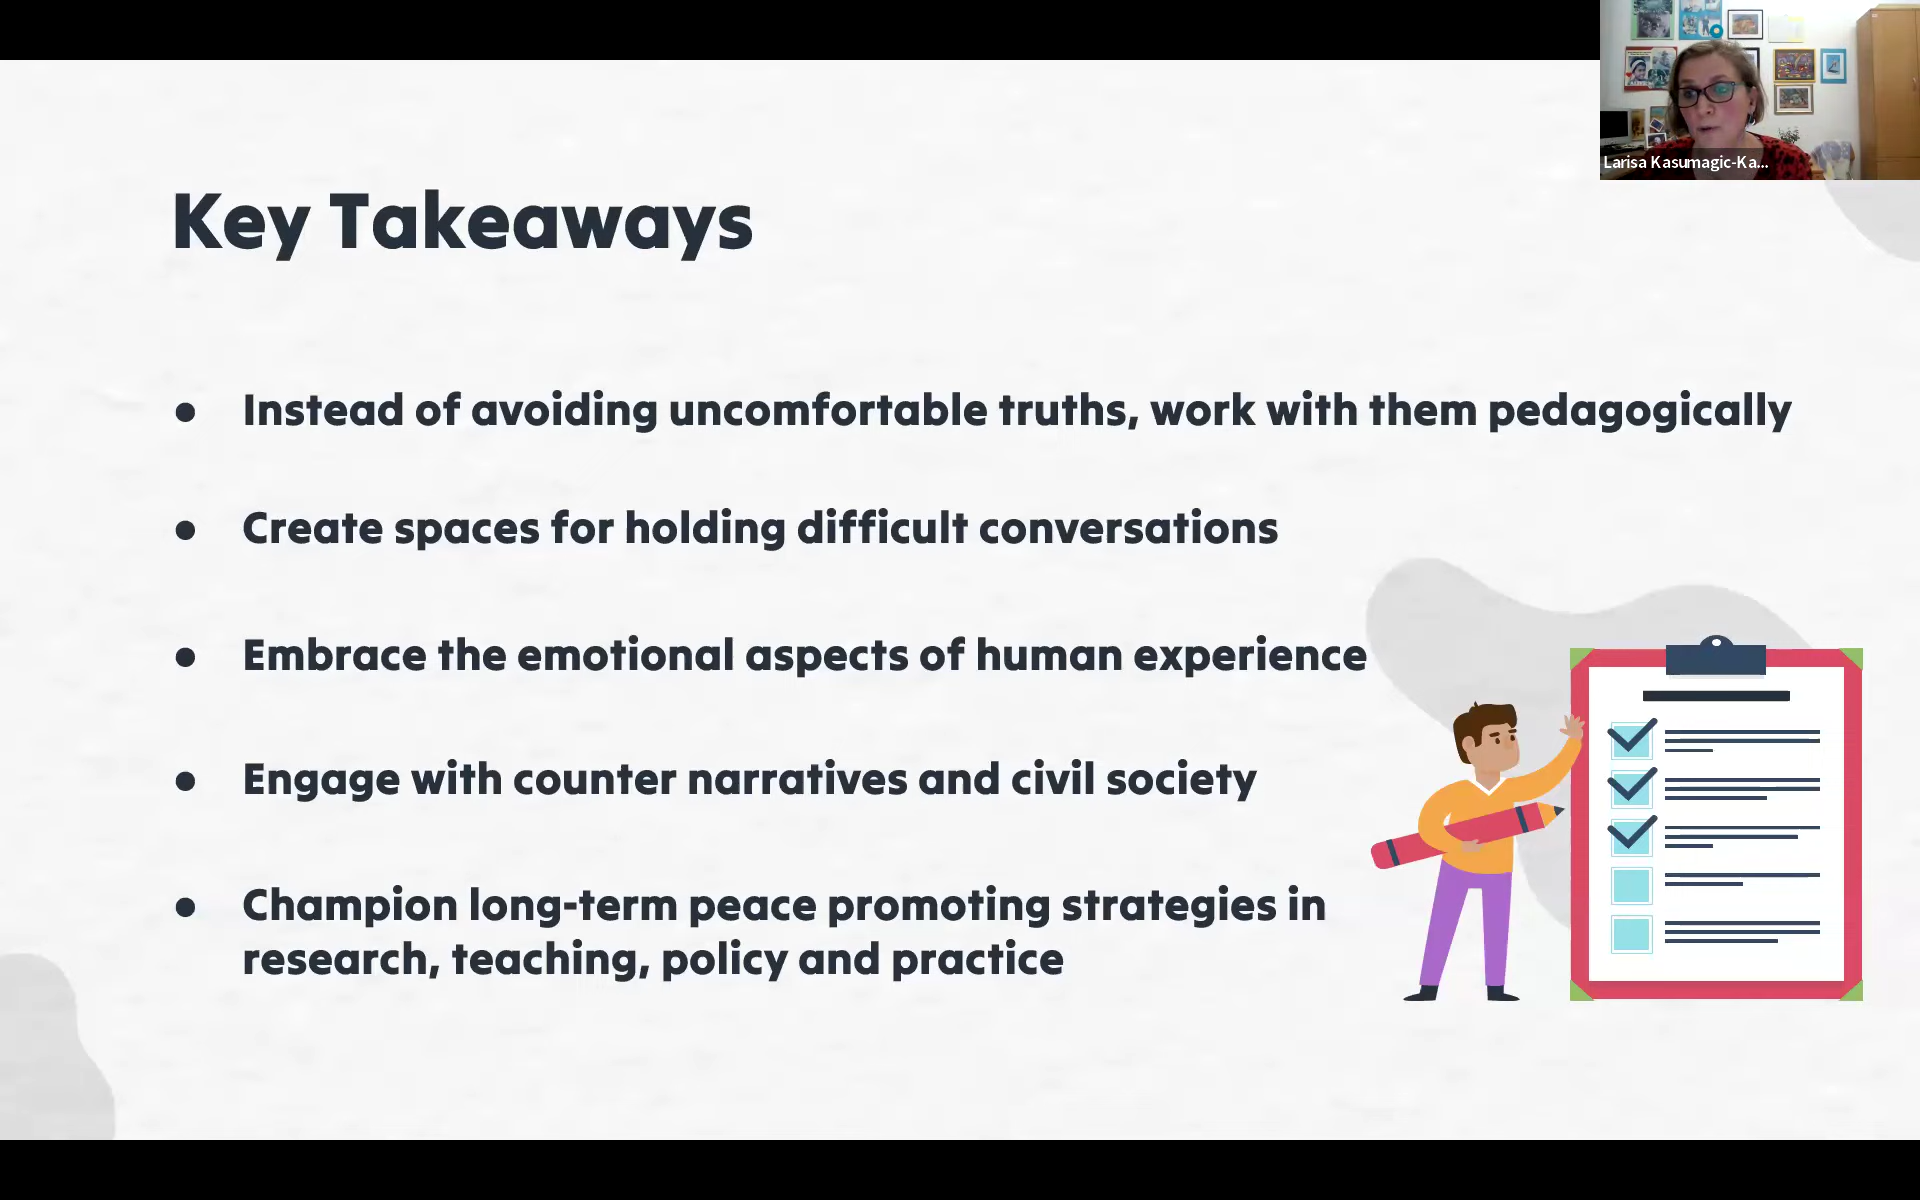 Larisa Kasumagic-Ka...
Key Takeaways
● Instead of avoiding uncomfortable truths, work with them pedagogically
● Create spaces for holding difficult conversations
● Embrace the emotional aspects of human experience
● Engage with counter narratives and civil society
● Champion long-term peace promoting strategies in
research, teaching, policy and practice